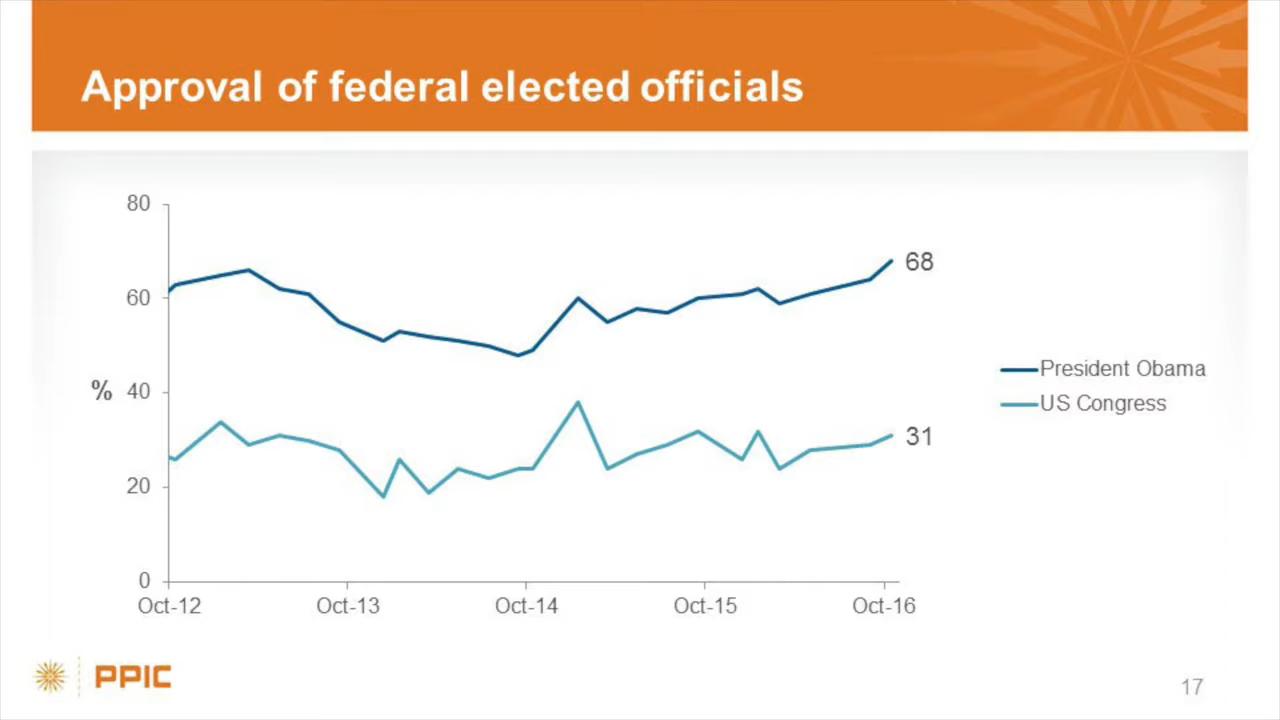 Approval of federal elected officials
80
60
% 40
20
0
68
31
President Obama
US Congress
Oct-12 Oct-13 Oct-14 Oct-15 Oct-16
PPIC
17